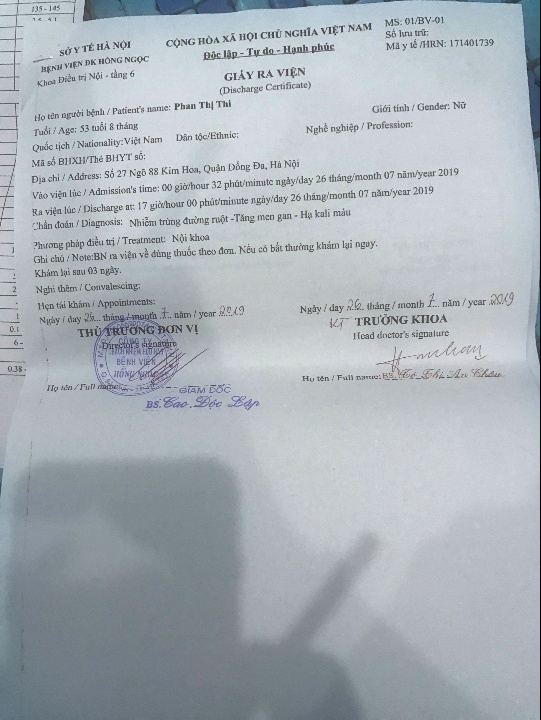 135 - 145
SỞ Y TẾ HÀ NỘI
BỆNH VIỆN ĐK HỒNG NGỌC
Khoa Điều trị Nội - tầng 6
CỘNG HÒA XÃ HỘI CHỦ NGHĨA VIỆT NAM
Độc lập - Tự do - Hạnh phúc
MS: 01/BV-01
Số lưu trữ:
Mã y tế /HRN: 171401739
GIẤY RA VIỆN
(Discharge Certificate)
Họ tên người bệnh / Patient's name: Phan Thị Thi
Giới tính / Gender: Nữ
Tuổi / Age: 53 tuổi 8 tháng
Quốc tịch / Nationality: Việt Nam Dân tộc/Ethnic:
Nghề nghiệp / Profession:
Mã số BHXH/Thẻ BHYT số:
Địa chỉ / Address: Số 27 Ngõ 88 Kim Hoa, Quận Đống Đa, Hà Nội
Vào viện lúc / Admission's time: 00 giờ/hour 32 phút/minute ngày/day 26 tháng/month 07 năm/year 2019
Ra viện lúc / Discharge at: 17 giờ/hour 00 phút/minute ngày/day 26 tháng/month 07 năm/year 2019
Chẩn đoán / Diagnosis: Nhiễm trùng đường ruột -Tăng men gan - Hạ kali máu
Phương pháp điều trị / Treatment: Nội khoa
Ghi chú / Note:BN ra viện về dùng thuốc theo đơn. Nếu có bất thường khám lại ngay.
Khám lại sau 03 ngày.
Nghỉ thêm / Convalescing:
Hẹn tái khám / Appointments:
Ngày / day 26 tháng / month 7 năm / year 2019
THỦ TRƯỞNG ĐƠN VỊ
Director's signature
CÔNG TY
BỆNH VIỆN
HỒNG NGỌC
Họ tên / Full name
GIÁM ĐỐC
BS. Cao Độc Lập
Ngày / day 26 tháng / month 7 năm / year 2019
KT TRƯỞNG KHOA
Head doctor's signature
Họ tên / Full name: BS.
1
2
0.1
6 -
0.38 -